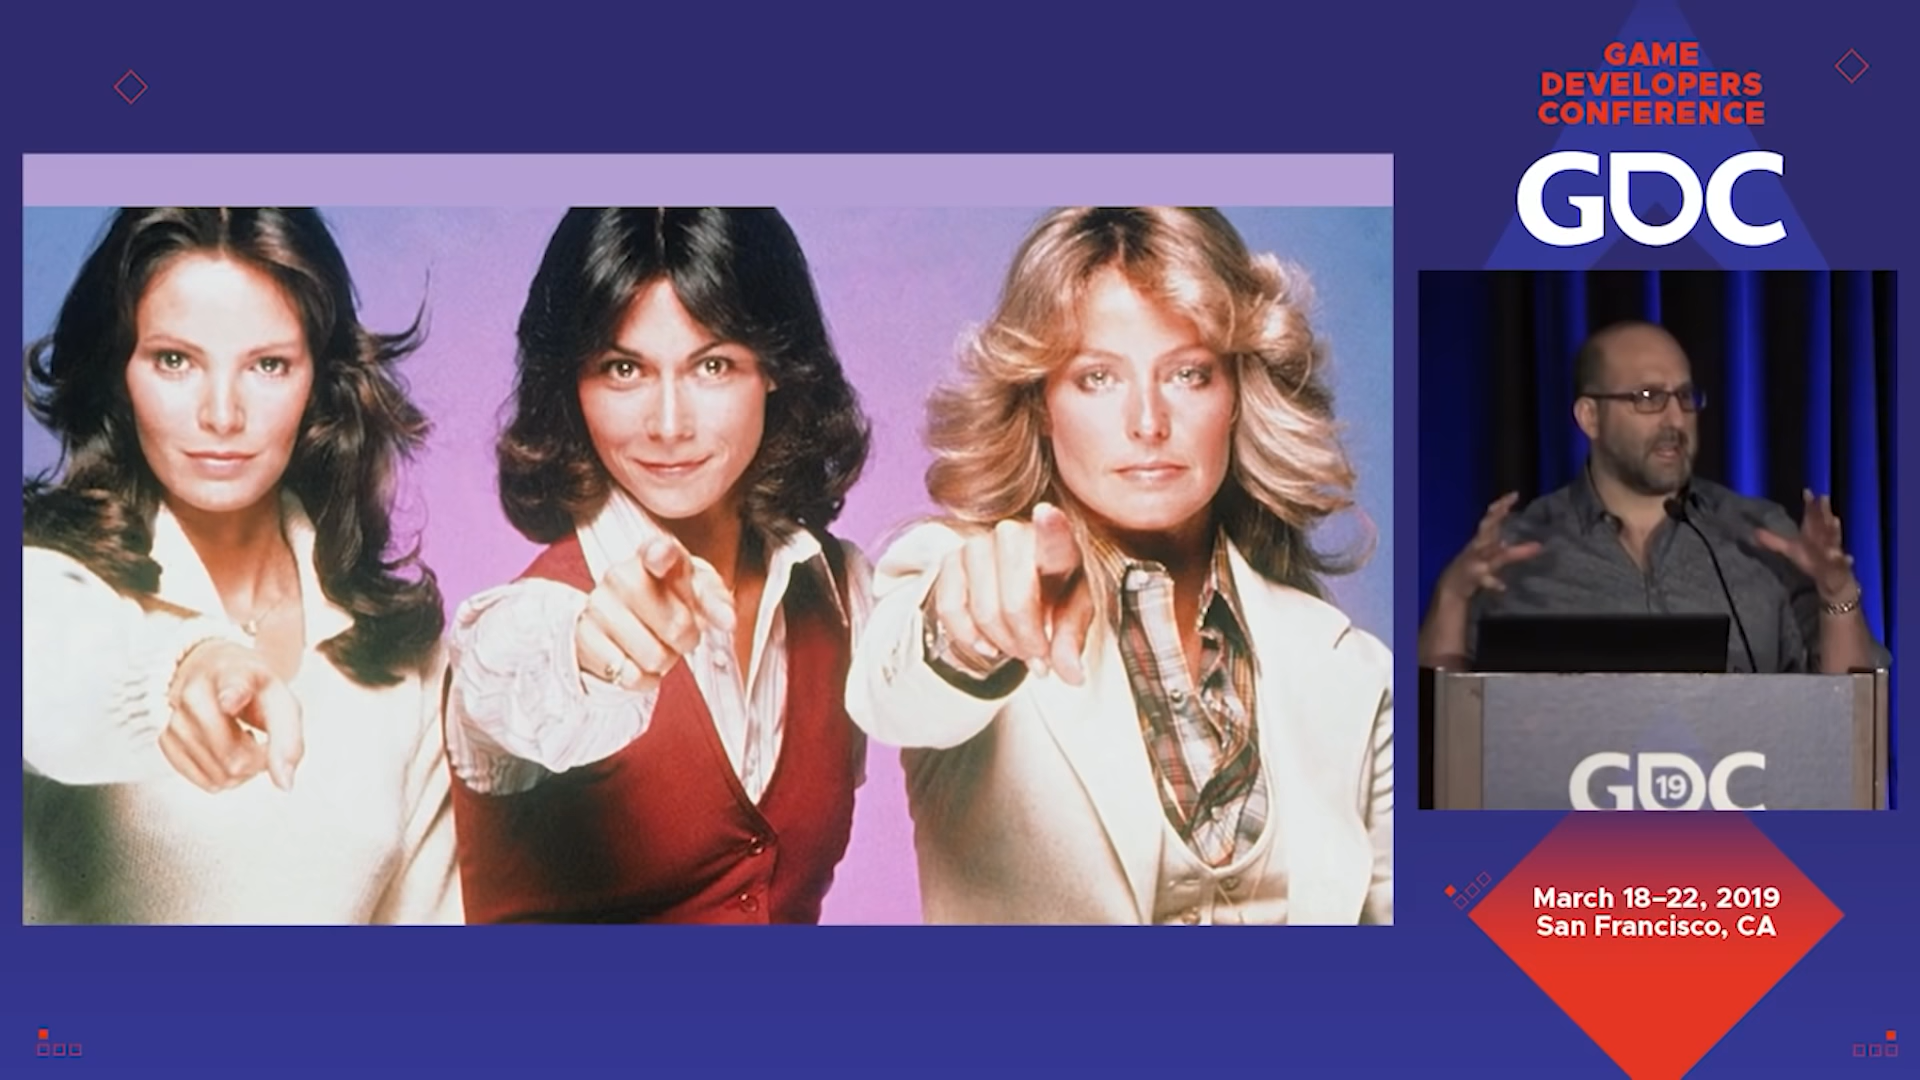 GAME
DEVELOPERS
CONFERENCE
GDC
GDC
19
March 18–22, 2019
San Francisco, CA